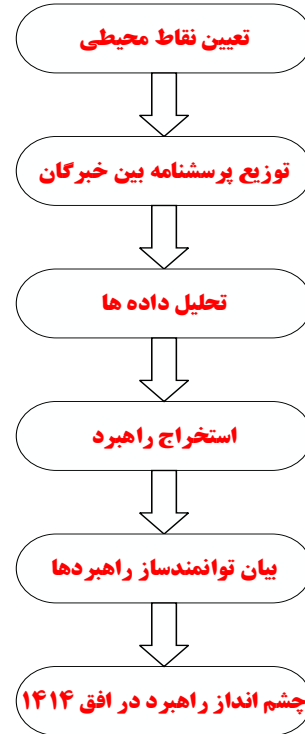 تعیین نقاط محیطی
توزیع پرسشنامه بین خبرگان
تحلیل داده ها
استخراج راهبرد
بیان توانمندساز راهبردها
چشم انداز راهبرد در افق ۱۴۱۴